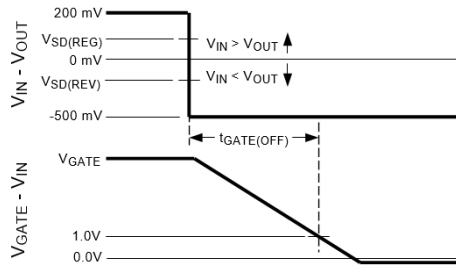 200 mV
VSD(REG)
VIN > VOUT
0 mV
VIN < VOUT
VSD(REV)
-500 mV
VIN - VOUT
tGATE(OFF)
VGATE
1.0V
0.0V
VGATE - VIN